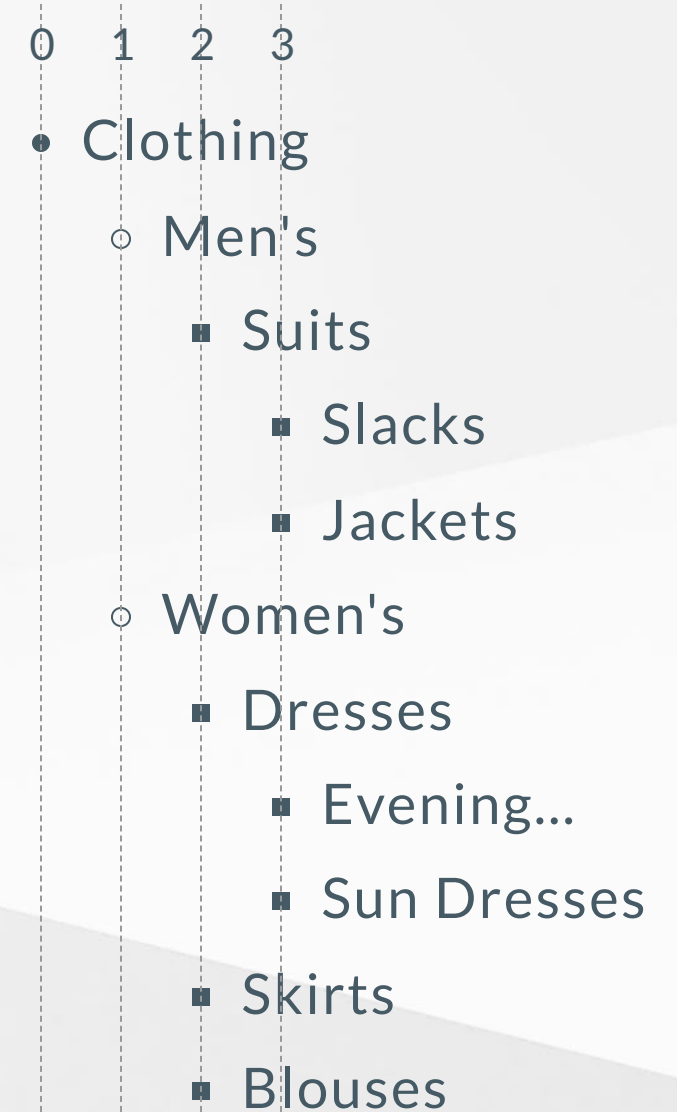 0 1 2 3
Clothing
Men's
Suits
Slacks
Jackets
Women's
Dresses
Evening...
Sun Dresses
Skirts
Blouses